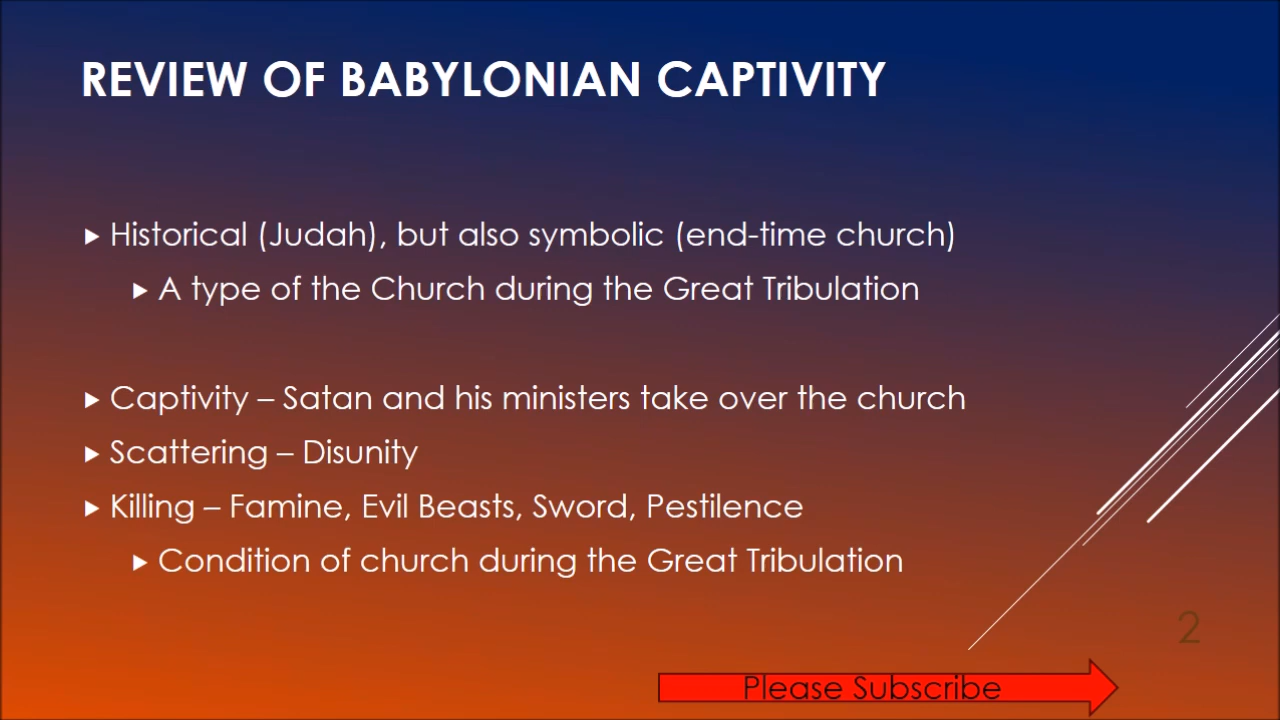 REVIEW OF BABYLONIAN CAPTIVITY
Historical (Judah), but also symbolic (end-time church)
A type of the Church during the Great Tribulation
Captivity – Satan and his ministers take over the church
Scattering – Disunity
Killing – Famine, Evil Beasts, Sword, Pestilence
Condition of church during the Great Tribulation
2
Please Subscribe